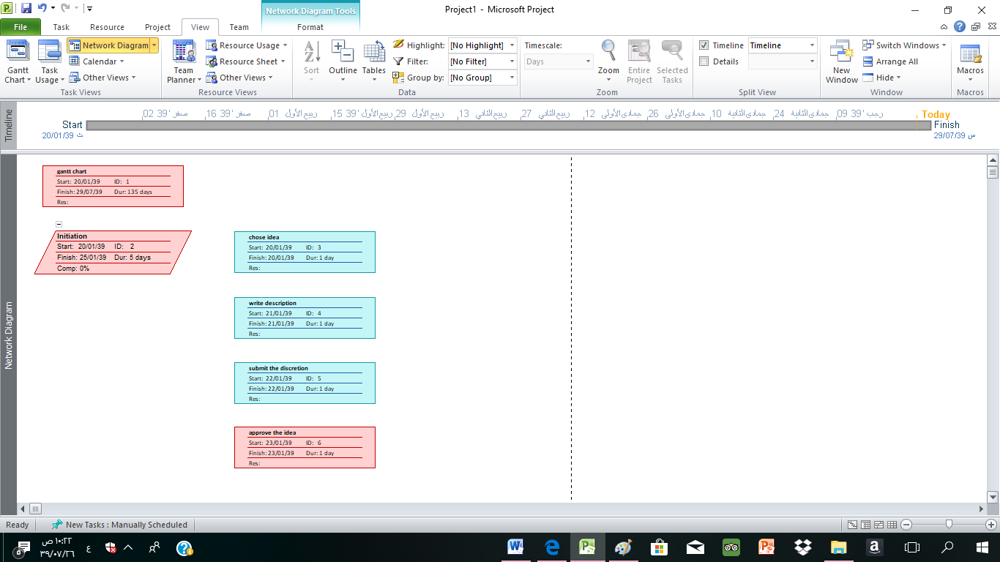 Network Diagram Tools
Project1 - Microsoft Project
File Task Resource Project View Team Format
Gantt Chart
Task Usage
Network Diagram
Calendar
Other Views
Task Views
Team Planner
Resource Usage
Resource Sheet
Other Views
Resource Views
Sort
Outline
Tables
Highlight: [No Highlight]
Filter: [No Filter]
Group by: [No Group]
Data
Timescale:
Days
Zoom
Entire Project
Selected Tasks
Zoom
Timeline Timeline
Details
Split View
New Window
Switch Windows
Arrange All
Hide
Window
Macros
Macros
Timeline
02 صفر '39
16 صفر '39
01 ربيع الأول
15 ربيع الأول '39
29 ربيع الأول
13 ربيع الثاني
27 ربيع الثاني
12 جمادى الأولى
26 جمادى الأولى
10 جمادى الثانية
24 جمادى الثانية
09 رجب '39
Today
Start
20/01/39 ث
Finish
29/07/39 س
Network Diagram
gantt chart
Start: 20/01/39 ID: 1
Finish: 29/07/39 Dur: 135 days
Res:
Initiation
Start: 20/01/39 ID: 2
Finish: 25/01/39 Dur: 5 days
Comp: 0%
chose idea
Start: 20/01/39 ID: 3
Finish: 20/01/39 Dur: 1 day
Res:
write description
Start: 21/01/39 ID: 4
Finish: 21/01/39 Dur: 1 day
Res:
submit the discretion
Start: 22/01/39 ID: 5
Finish: 22/01/39 Dur: 1 day
Res:
approve the idea
Start: 23/01/39 ID: 6
Finish: 23/01/39 Dur: 1 day
Res:
Ready New Tasks : Manually Scheduled
١٠:٢٢ ص
٣٩/٠٧/٢٦
ع